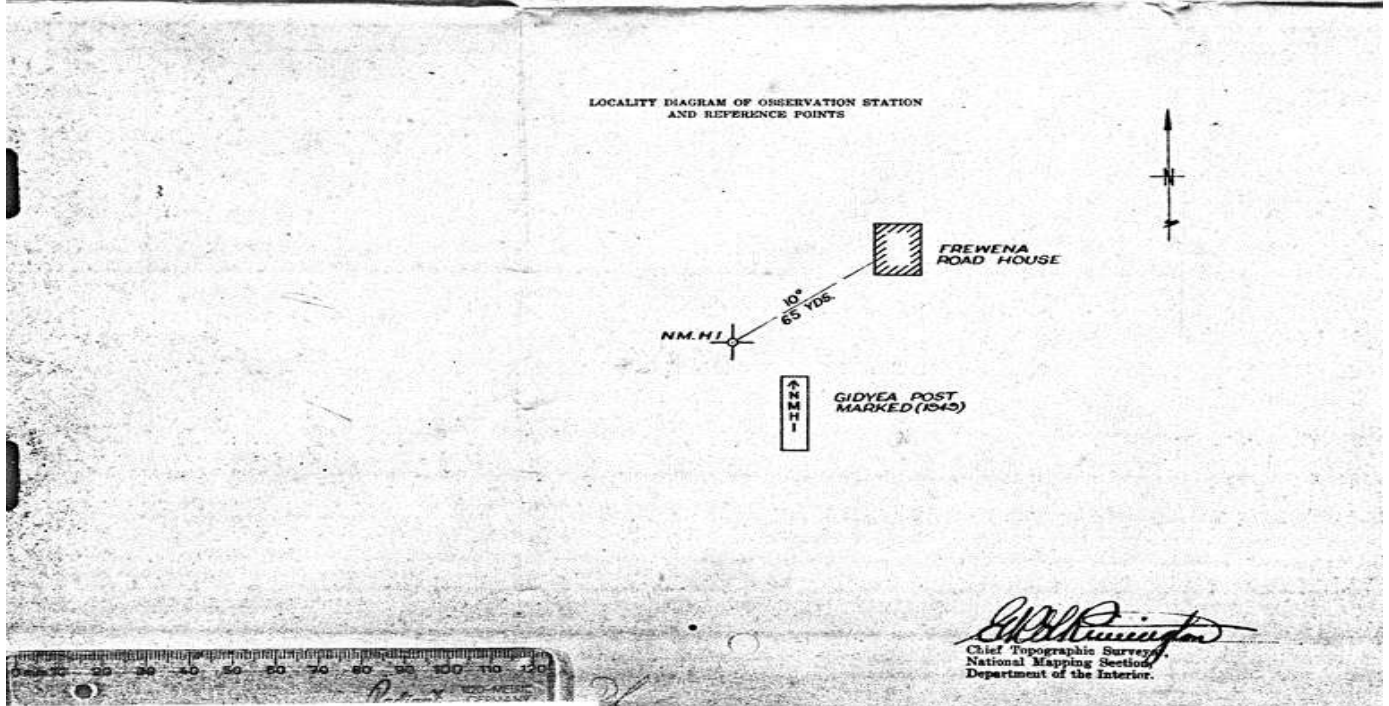 LOCALITY DIAGRAM OF OBSERVATION STATION
AND REFERENCE POINTS
N
FREWENA
ROAD HOUSE
10°
65 YDS.
NM.H1
↑NMHI
GIDYEA POST
MARKED (1949)
Chief Topographic Surveyor,
National Mapping Section,
Department of the Interior.
10 20 30 40 50 60 70 80 90 100 110 120